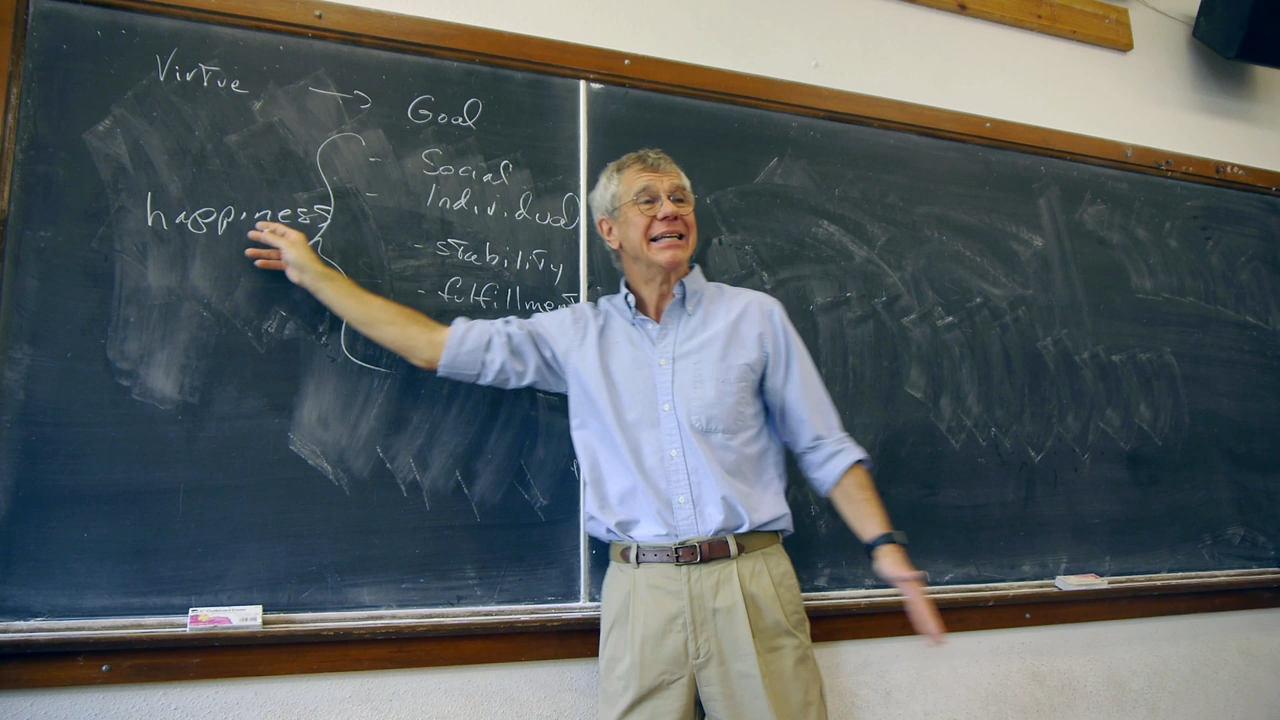 Virtue → Goal
- Social
- Individual
happiness
- stability
- fulfillment